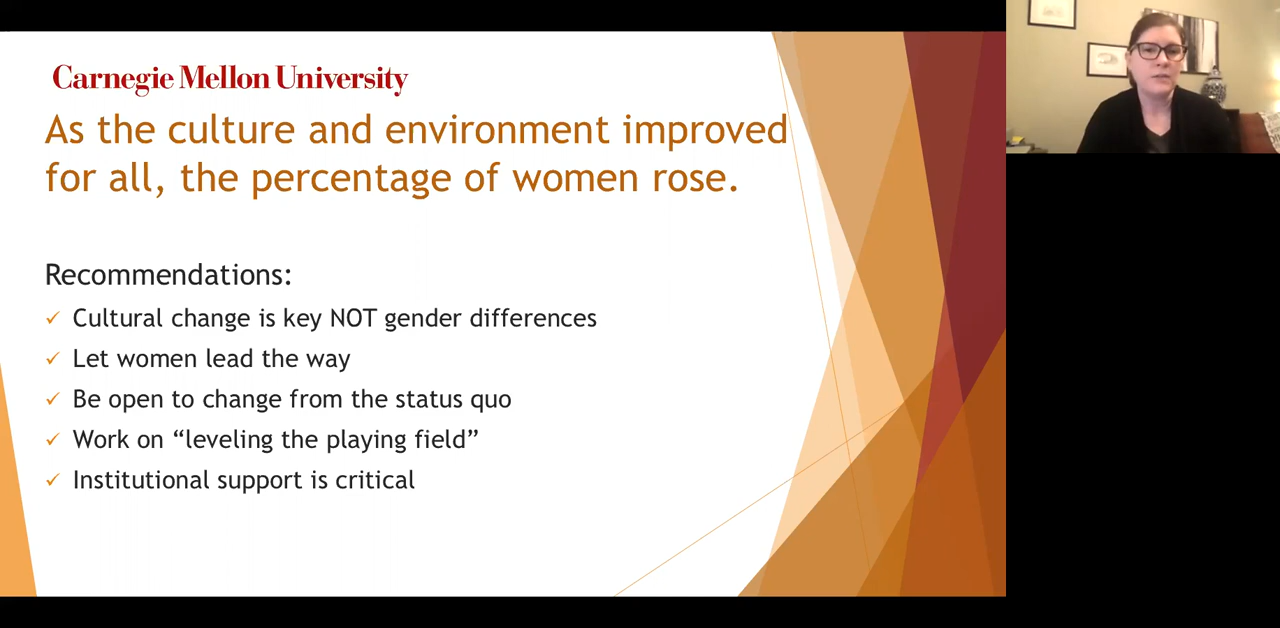 Carnegie Mellon University
As the culture and environment improved
for all, the percentage of women rose.
Recommendations:
Cultural change is key NOT gender differences
Let women lead the way
Be open to change from the status quo
Work on “leveling the playing field”
Institutional support is critical